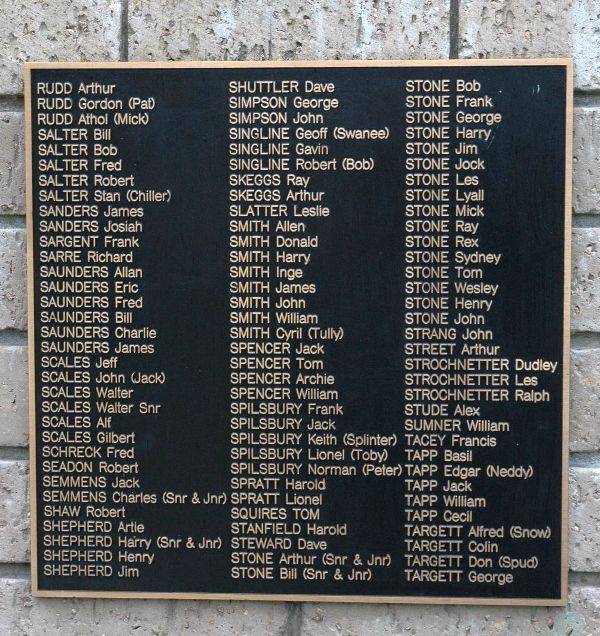 RUDD Arthur
RUDD Gordon (Pat)
RUDD Athol (Mick)
SALTER Bill
SALTER Bob
SALTER Fred
SALTER Robert
SALTER Stan (Chiller)
SANDERS James
SANDERS Josiah
SARGENT Frank
SARRE Richard
SAUNDERS Allan
SAUNDERS Eric
SAUNDERS Fred
SAUNDERS Bill
SAUNDERS Charlie
SAUNDERS James
SCALES Jeff
SCALES John (Jack)
SCALES Walter
SCALES Walter Snr
SCALES Alf
SCALES Gilbert
SCHRECK Fred
SEADON Robert
SEMMENS Jack
SEMMENS Charles (Snr & Jnr)
SHAW Robert
SHEPHERD Artie
SHEPHERD Harry (Snr & Jnr)
SHEPHERD Henry
SHEPHERD Jim
SHUTTLER Dave
SIMPSON George
SIMPSON John
SINGLINE Geoff (Swanee)
SINGLINE Gavin
SINGLINE Robert (Bob)
SKEGGS Ray
SKEGGS Arthur
SLATTER Leslie
SMITH Allen
SMITH Donald
SMITH Harry
SMITH Inge
SMITH James
SMITH John
SMITH William
SMITH Cyril (Tully)
SPENCER Jack
SPENCER Tom
SPENCER Archie
SPENCER William
SPILSBURY Frank
SPILSBURY Jack
SPILSBURY Keith (Splinter)
SPILSBURY Lionel (Toby)
SPILSBURY Norman (Peter)
SPRATT Harold
SPRATT Lionel
SQUIRES TOM
STANFIELD Harold
STEWARD Dave
STONE Arthur (Snr & Jnr)
STONE Bill (Snr & Jnr)
STONE Bob
STONE Frank
STONE George
STONE Harry
STONE Jim
STONE Jock
STONE Les
STONE Lyall
STONE Mick
STONE Ray
STONE Rex
STONE Sydney
STONE Tom
STONE Wesley
STONE Henry
STONE John
STRANG John
STREET Arthur
STROCHNETTER Dudley
STROCHNETTER Les
STROCHNETTER Ralph
STUDE Alex
SUMNER William
TACEY Francis
TAPP Basil
TAPP Edgar (Neddy)
TAPP Jack
TAPP William
TAPP Cecil
TARGETT Alfred (Snow)
TARGETT Colin
TARGETT Don (Spud)
TARGETT George